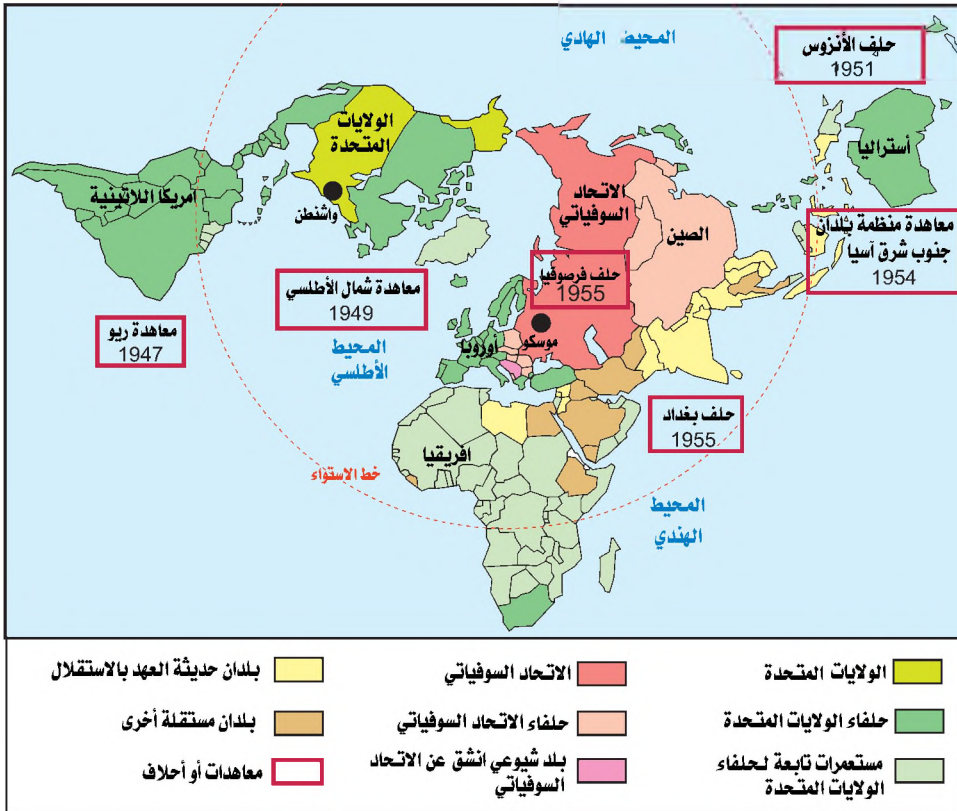 المحيط الهادي
حلف الأنزوس
1951
الولايات
المتحدة
أستراليا
أمريكا اللاتينية
واشنطن
الاتحاد
السوفياتي
الصين
معاهدة منظمة بلدان
جنوب شرق آسيا
1954
حلف فرصوفيا
1955
معاهدة شمال الأطلسي
1949
معاهدة ريو
1947
المحيط
الأطلسي
أوروبا
موسكو
حلف بغداد
1955
افريقيا
خط الاستواء
المحيط
الهندي
الولايات المتحدة
الاتحاد السوفياتي
بلدان حديثة العهد بالاستقلال
حلفاء الولايات المتحدة
حلفاء الاتحاد السوفياتي
بلدان مستقلة أخرى
مستعمرات تابعة لحلفاء
الولايات المتحدة
بلد شيوعي انشق عن الاتحاد
السوفياتي
معاهدات أو أحلاف